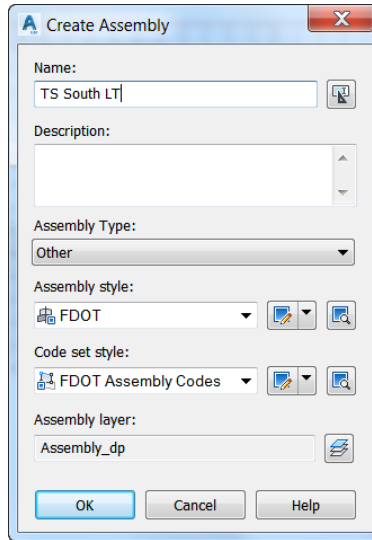 Create Assembly
Name:
TS South LT
Description:
Assembly Type:
Other
Assembly style:
FDOT
Code set style:
FDOT Assembly Codes
Assembly layer:
Assembly_dp
OK Cancel Help